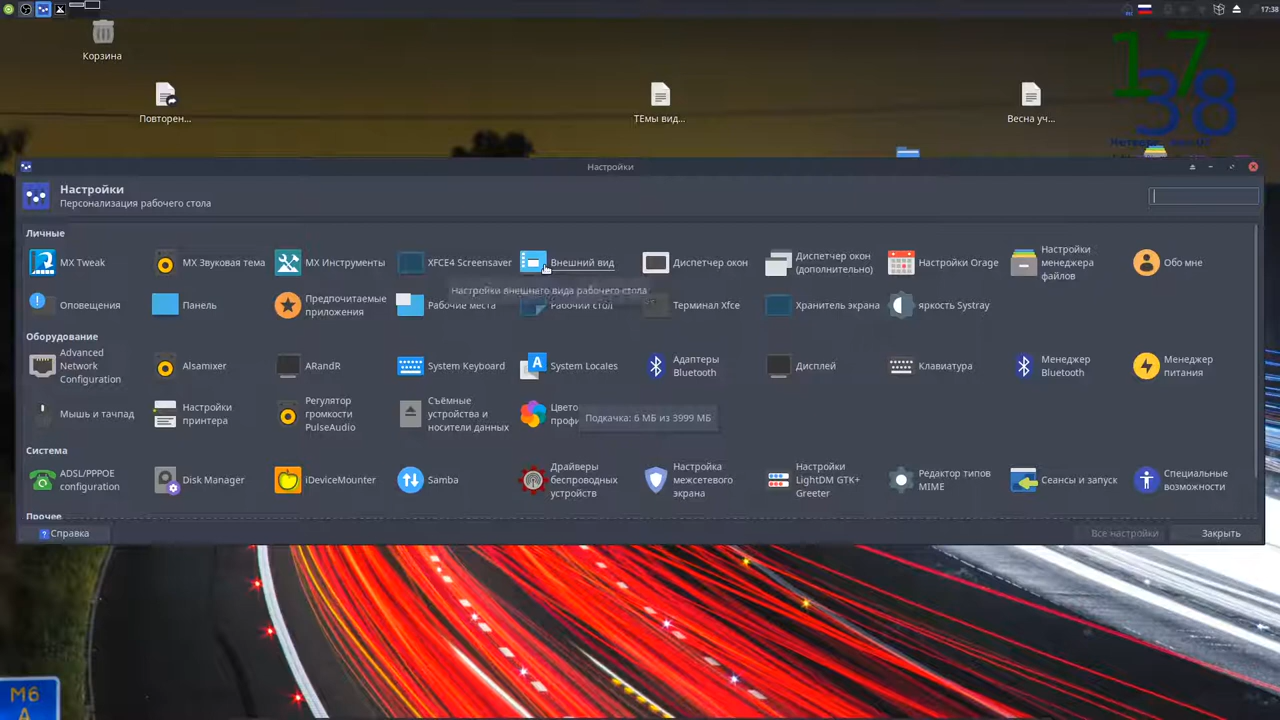 17:38
Корзина
Повторен...
ТЕмы вид...
Весна уч...
17
38
Настройки
Настройки
Персонализация рабочего стола
Личные
MX Tweak
MX Звуковая тема
MX Инструменты
XFCE4 Screensaver
Внешний вид
Диспетчер окон
Диспетчер окон
(дополнительно)
Настройки Orage
Настройки
менеджера
файлов
Обо мне
Настройки внешнего вида рабочего стола
Оповещения
Панель
Предпочитаемые
приложения
Рабочие места
Рабочий стол
Терминал Xfce
Хранитель экрана
яркость Systray
Оборудование
Advanced
Network
Configuration
Alsamixer
ARandR
System Keyboard
System Locales
Адаптеры
Bluetooth
Дисплей
Клавиатура
Менеджер
Bluetooth
Менеджер
питания
Мышь и тачпад
Настройки
принтера
Регулятор
громкости
PulseAudio
Съёмные
устройства и
носители данных
Цвето
профи
Подкачка: 6 МБ из 3999 МБ
Система
ADSL/PPPOE
configuration
Disk Manager
iDeviceMounter
Samba
Драйверы
беспроводных
устройств
Настройка
межсетевого
экрана
Настройки
LightDM GTK+
Greeter
Редактор типов
MIME
Сеансы и запуск
Специальные
возможности
Прочее
Справка
Все настройки
Закрыть
M6
A